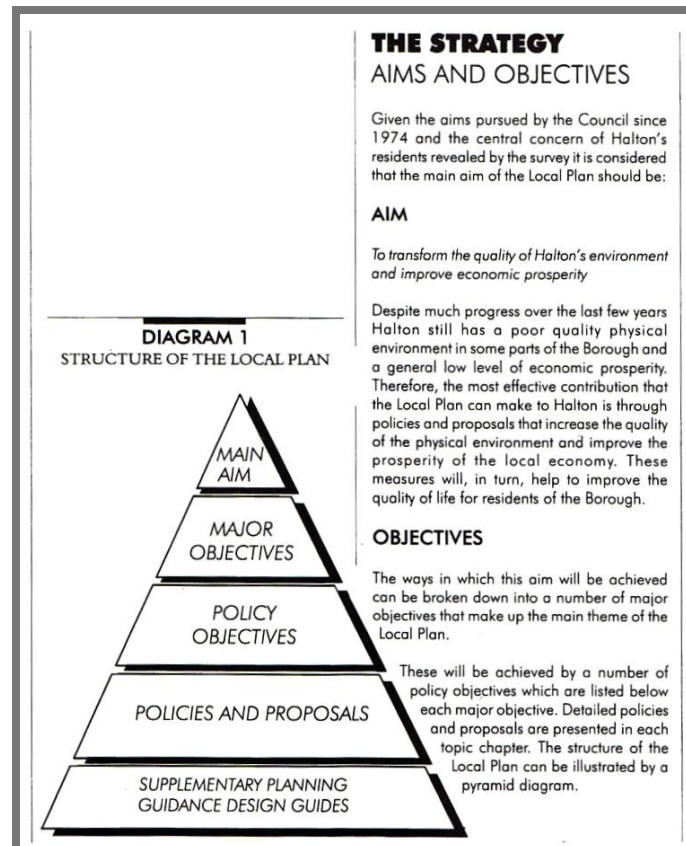 THE STRATEGY
AIMS AND OBJECTIVES
Given the aims pursued by the Council since
1974 and the central concern of Halton's
residents revealed by the survey it is considered
that the main aim of the Local Plan should be:
AIM
To transform the quality of Halton's environment
and improve economic prosperity
Despite much progress over the last few years
Halton still has a poor quality physical
environment in some parts of the Borough and
a general low level of economic prosperity.
Therefore, the most effective contribution that
the Local Plan can make to Halton is through
policies and proposals that increase the quality
of the physical environment and improve the
prosperity of the local economy. These
measures will, in turn, help to improve the
quality of life for residents of the Borough.
OBJECTIVES
The ways in which this aim will be achieved
can be broken down into a number of major
objectives that make up the main theme of the
Local Plan.
These will be achieved by a number of
policy objectives which are listed below
each major objective. Detailed policies
and proposals are presented in each
topic chapter. The structure of the
Local Plan can be illustrated by a
pyramid diagram.
DIAGRAM 1
STRUCTURE OF THE LOCAL PLAN
MAIN
AIM
MAJOR
OBJECTIVES
POLICY
OBJECTIVES
POLICIES AND PROPOSALS
SUPPLEMENTARY PLANNING
GUIDANCE DESIGN GUIDES